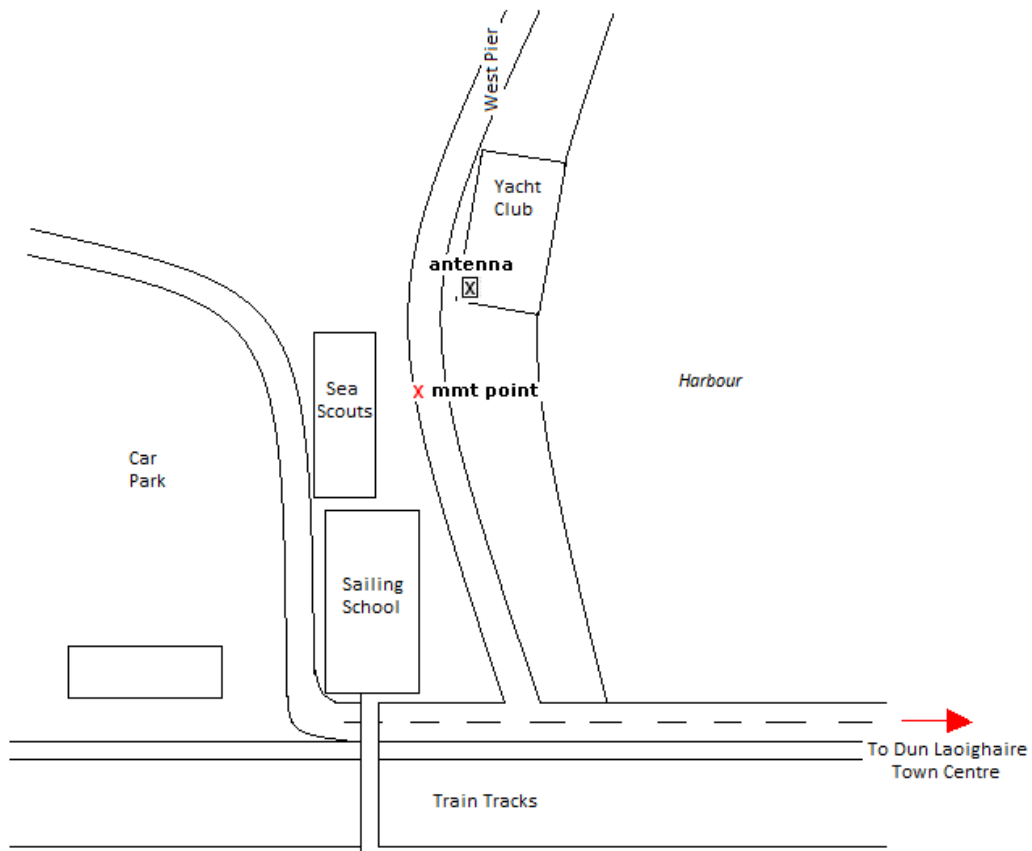 West Pier
Yacht
Club
antenna
X
Sea
Scouts
x mmt point
Harbour
Car
Park
Sailing
School
To Dun Laoighaire
Town Centre
Train Tracks